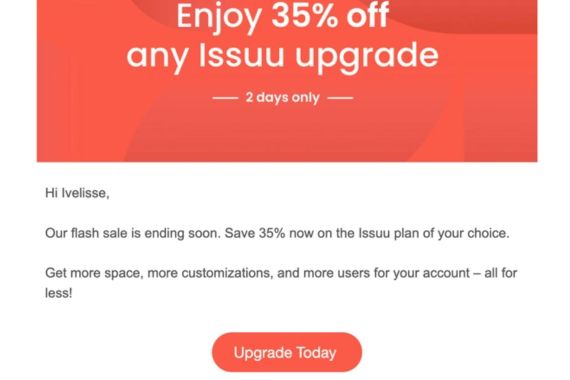 Enjoy 35% off
any Issuu upgrade
2 days only
Hi Ivelisse,
Our flash sale is ending soon. Save 35% now on the Issuu plan of your choice.
Get more space, more customizations, and more users for your account – all for
less!
Upgrade Today